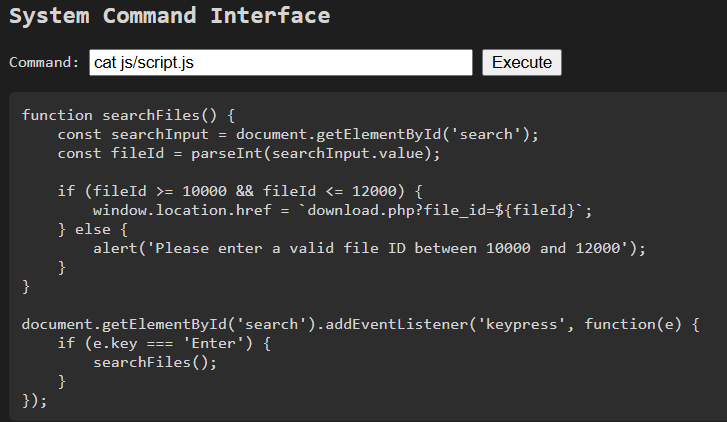 System Command Interface
Command: cat js/script.js Execute
function searchFiles() {
    const searchInput = document.getElementById('search');
    const fileId = parseInt(searchInput.value);

    if (fileId >= 10000 && fileId <= 12000) {
        window.location.href = `download.php?file_id=${fileId}`;
    } else {
        alert('Please enter a valid file ID between 10000 and 12000');
    }
}

document.getElementById('search').addEventListener('keypress', function(e) {
    if (e.key === 'Enter') {
        searchFiles();
    }
});